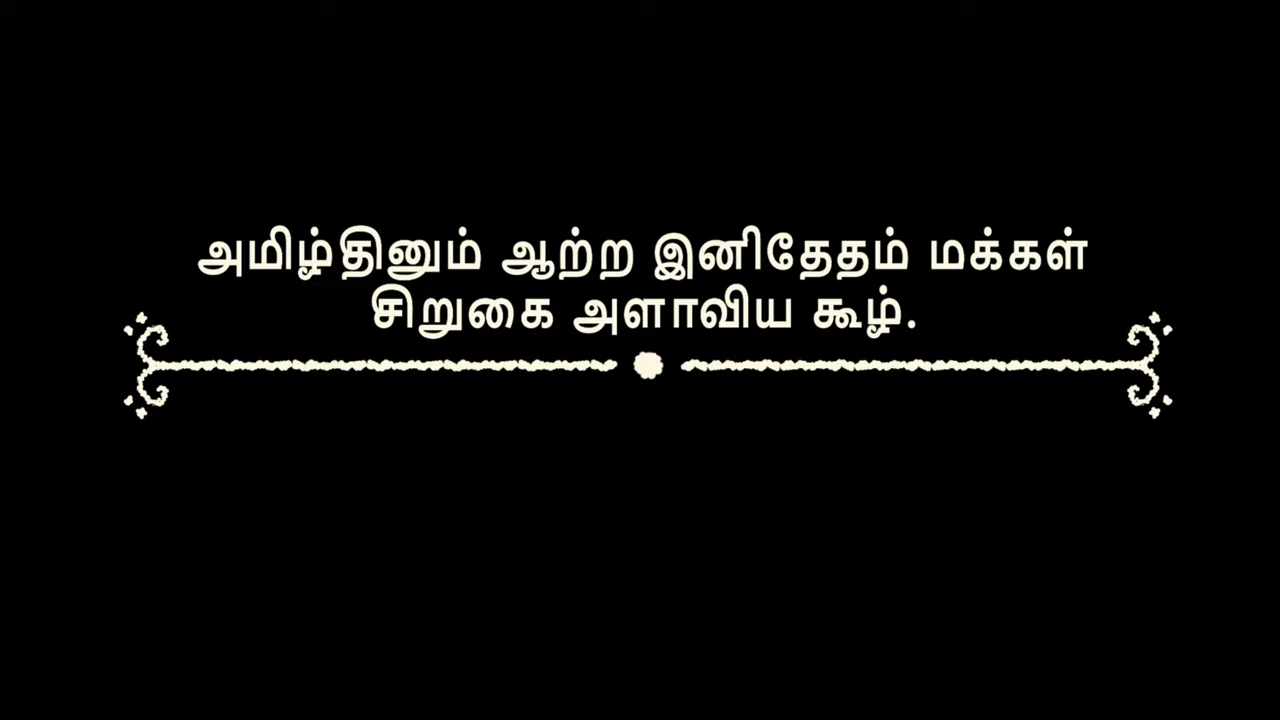 அமிழ்தினும் ஆற்ற இனிதேதம் மக்கள்
சிறுகை அளாவிய கூழ்.